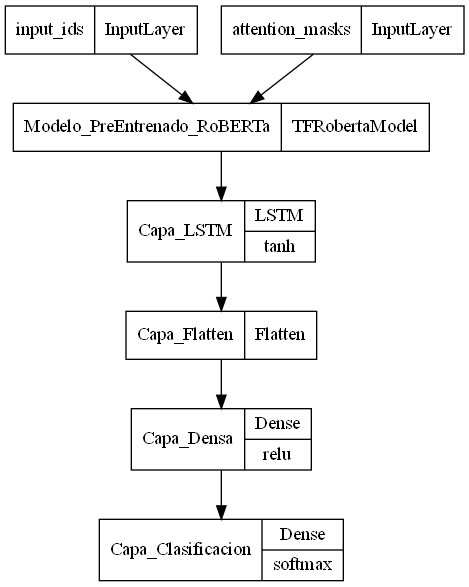 input_ids InputLayer
attention_masks InputLayer
Modelo_PreEntrenado_RoBERTa TFRobertaModel
Capa_LSTM
LSTM
tanh
Capa_Flatten Flatten
Capa_Densa
Dense
relu
Capa_Clasificacion
Dense
softmax